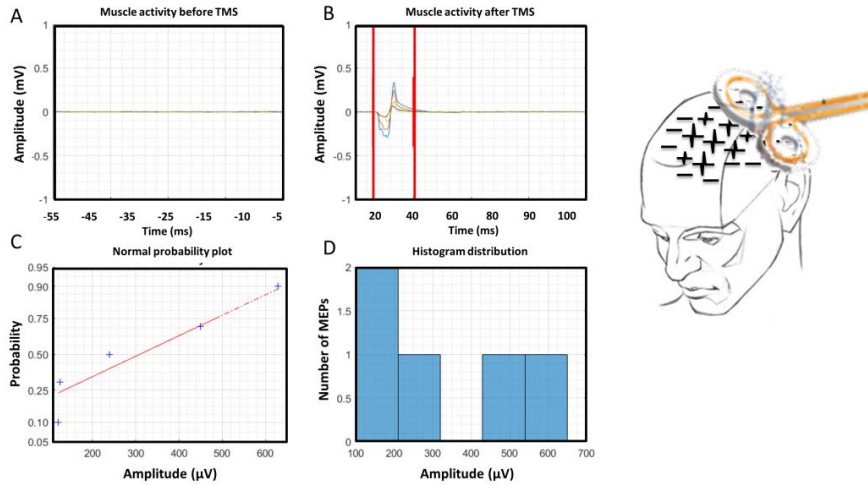 A
Muscle activity before TMS
Amplitude (mV)
1
0.5
0
-0.5
-1
-55 -45 -35 -25 -15 -10 -5
Time (ms)
B
Muscle activity after TMS
Amplitude (mV)
1
0.5
0
-0.5
-1
20 40 60 80 100
Time (ms)
C
Normal probability plot
Probability
0.95
0.90
0.75
0.50
0.25
0.10
0.05
200 300 400 500 600
Amplitude (μV)
D
Histogram distribution
Number of MEPs
2
1.5
1
0.5
0
100 200 300 400 500 600 700
Amplitude (μV)